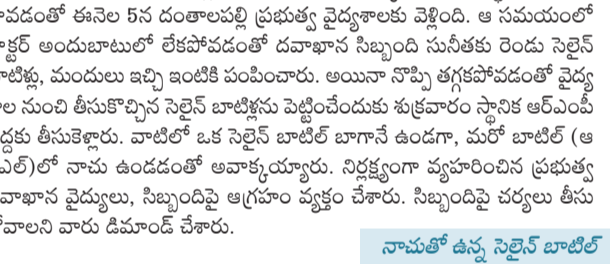 వడంతో ఈనెల 5న దంతాలపల్లి ప్రభుత్వ వైద్యశాలకు వెళ్లింది. ఆ సమయంలో
క్టర్ అందుబాటులో లేకపోవడంతో దవాఖాన సిబ్బంది సునీతకు రెండు సెలైన్
టిళ్లు, మందులు ఇచ్చి ఇంటికి పంపించారు. అయినా నొప్పి తగ్గకపోవడంతో వైద్య
ల నుంచి తీసుకొచ్చిన సెలైన్ బాటిళ్లను పెట్టించేందుకు శుక్రవారం స్థానిక ఆర్ఎంపీ
ద్దకు తీసుకెళ్లారు. వాటిలో ఒక సెలైన్ బాటిల్ బాగానే ఉండగా, మరో బాటిల్ (ఆ
ఎల్)లో నాచు ఉండడంతో అవాక్కయ్యారు. నిర్లక్ష్యంగా వ్యహరించిన ప్రభుత్వ
వాఖాన వైద్యులు, సిబ్బందిపై ఆగ్రహం వ్యక్తం చేశారు. సిబ్బందిపై చర్యలు తీసు
వాలని వారు డిమాండ్ చేశారు.
నాచుతో ఉన్న సెలైన్ బాటిల్